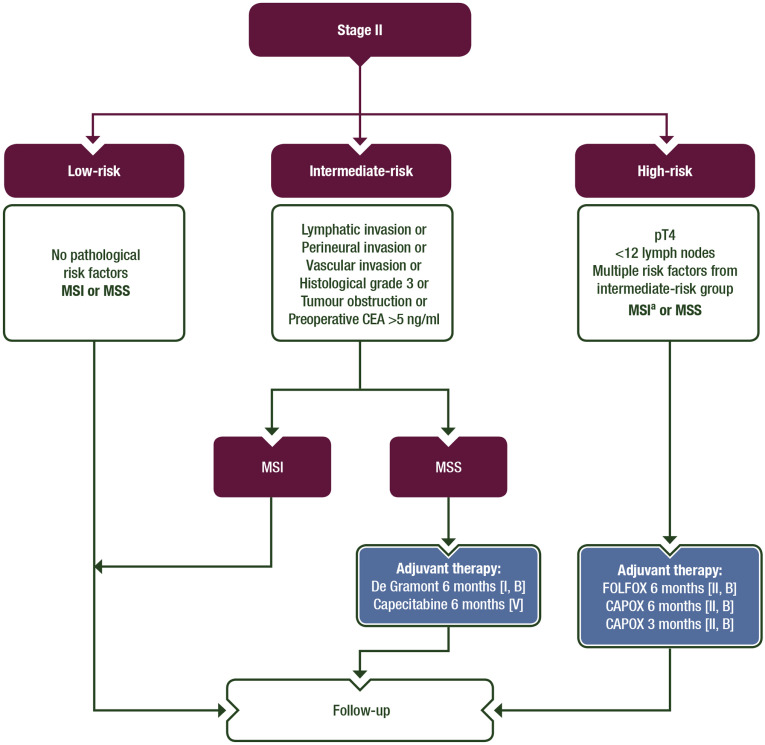 Stage II
Low-risk
Intermediate-risk
High-risk
No pathological
risk factors
MSI or MSS
Lymphatic invasion or
Perineural invasion or
Vascular invasion or
Histological grade 3 or
Tumour obstruction or
Preoperative CEA >5 ng/ml
pT4
<12 lymph nodes
Multiple risk factors from
intermediate-risk group
MSIᵃ or MSS
MSI
MSS
Adjuvant therapy:
De Gramont 6 months [I, B]
Capecitabine 6 months [V]
Adjuvant therapy:
FOLFOX 6 months [II, B]
CAPOX 6 months [II, B]
CAPOX 3 months [II, B]
Follow-up